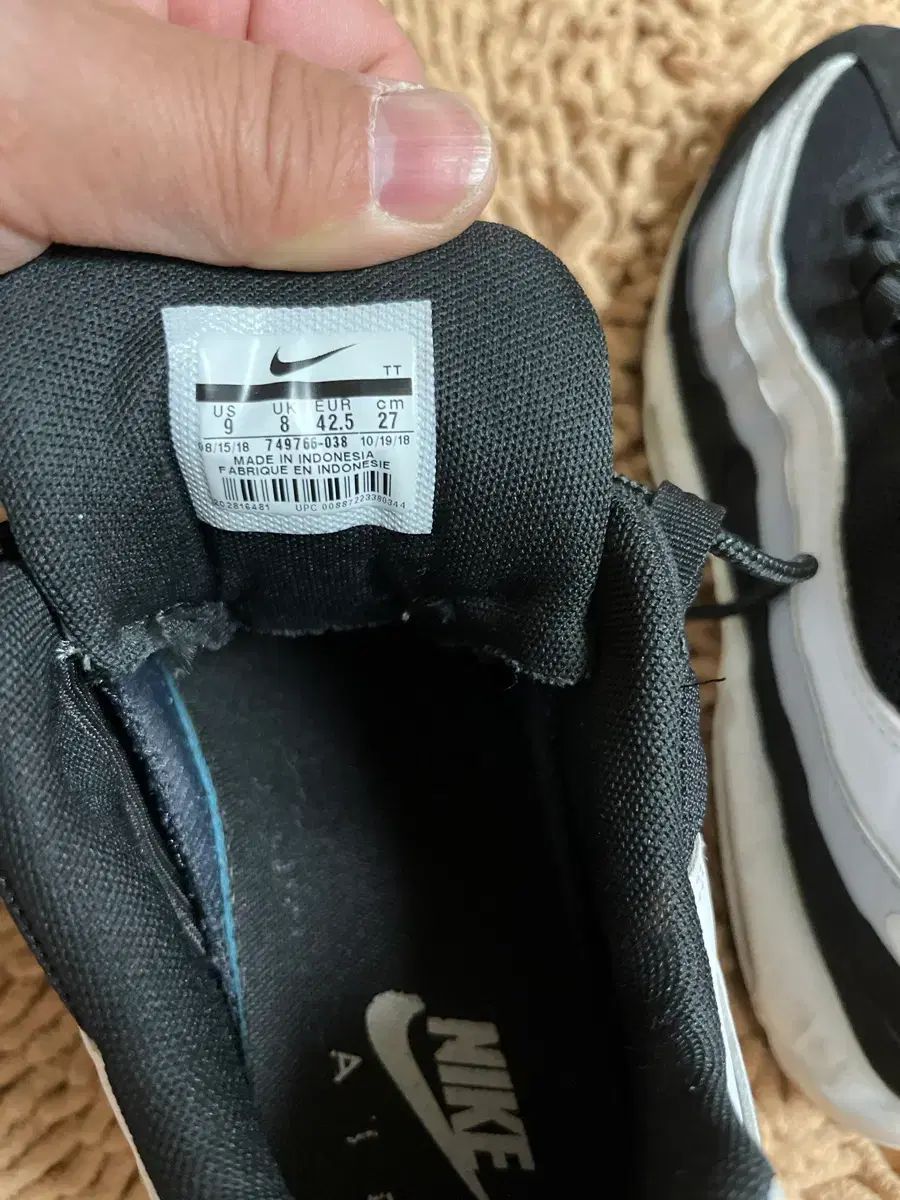 TT
US UK EUR cm
9 8 42.5 27
08/15/18 749766-038 10/19/18
MADE IN INDONESIA
FABRIQUE EN INDONESIE
UPC 00887223380344
NIKE
A I